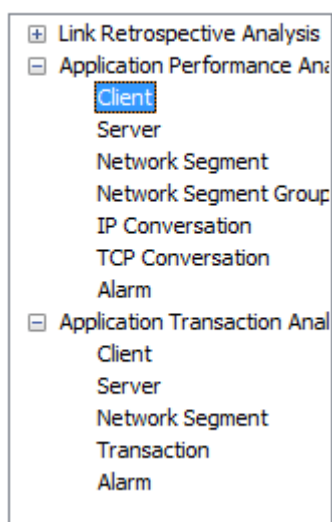 Link Retrospective Analysis
Application Performance Ana
Client
Server
Network Segment
Network Segment Group
IP Conversation
TCP Conversation
Alarm
Application Transaction Anal
Client
Server
Network Segment
Transaction
Alarm